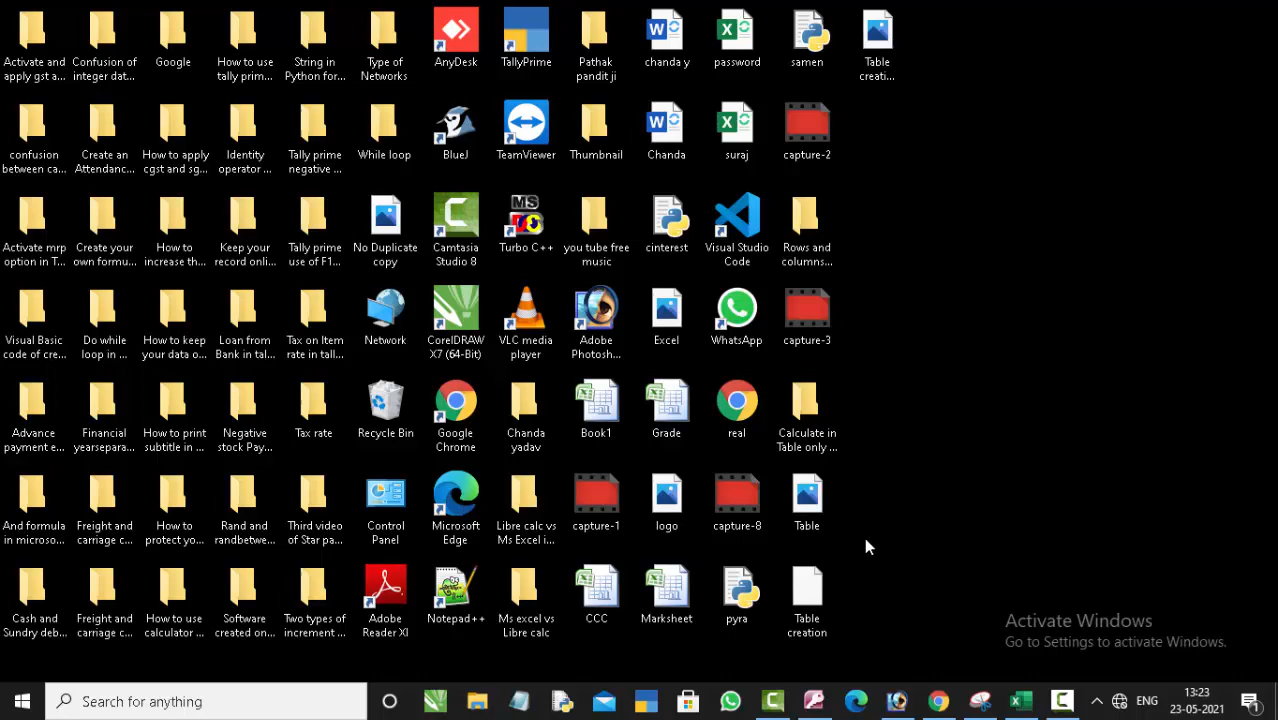 Activate and
apply gst a...
Confusion of
integer dat...
Google
How to use
tally prim...
String in
Python for...
Type of
Networks
AnyDesk
TallyPrime
Pathak
pandit ji
chanda y
password
samen
Table
creati...
confusion
between ca...
Create an
Attendanc...
How to apply
cgst and sg...
Identity
operator ...
Tally prime
negative ...
While loop
BlueJ
TeamViewer
Thumbnail
Chanda
suraj
capture-2
Activate mrp
option in T...
Create your
own formu...
How to
increase th...
Keep your
record onli...
Tally prime
use of F1...
No Duplicate
copy
Camtasia
Studio 8
MS
Turbo C++
you tube free
music
cinterest
Visual Studio
Code
Rows and
columns...
Visual Basic
code of cre...
Do while
loop in ...
How to keep
your data o...
Loan from
Bank in tal...
Tax on Item
rate in tall...
Network
CorelDRAW
X7 (64-Bit)
VLC media
player
Adobe
Photosh...
Excel
WhatsApp
capture-3
Advance
payment e...
Financial
yearsepara...
How to print
subtitle in ...
Negative
stock Pay...
Tax rate
Recycle Bin
Google
Chrome
Chanda
yadav
Book1
Grade
real
Calculate in
Table only ...
And formula
in microso...
Freight and
carriage c...
How to
protect yo...
Rand and
randbetwe...
Third video
of Star pa...
Control
Panel
Microsoft
Edge
Libre calc vs
Ms Excel i...
capture-1
logo
capture-8
Table
Cash and
Sundry deb...
Freight and
carriage c...
How to use
calculator ...
Software
created on...
Two types of
increment ...
Adobe
Reader XI
Notepad++
Ms excel vs
Libre calc
CCC
Marksheet
pyra
Table
creation
Activate Windows
Go to Settings to activate Windows.
Search for anything
ENG
13:23
23-05-2021
1